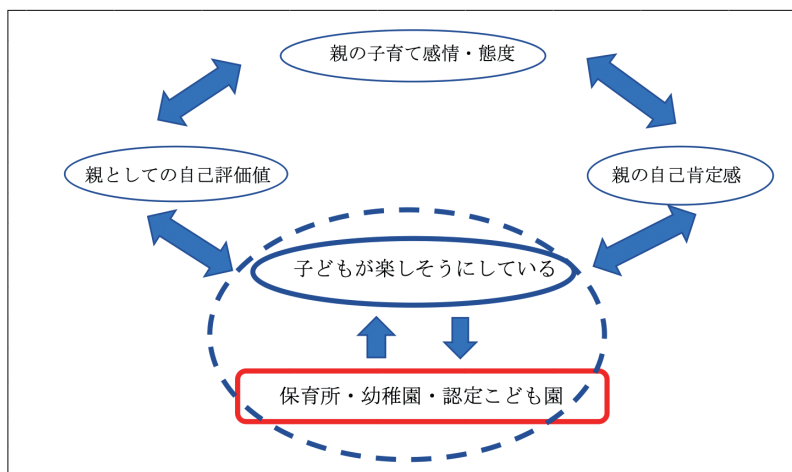 親の子育て感情・態度
親としての自己評価値
親の自己肯定感
子どもが楽しそうにしている
保育所・幼稚園・認定こども園